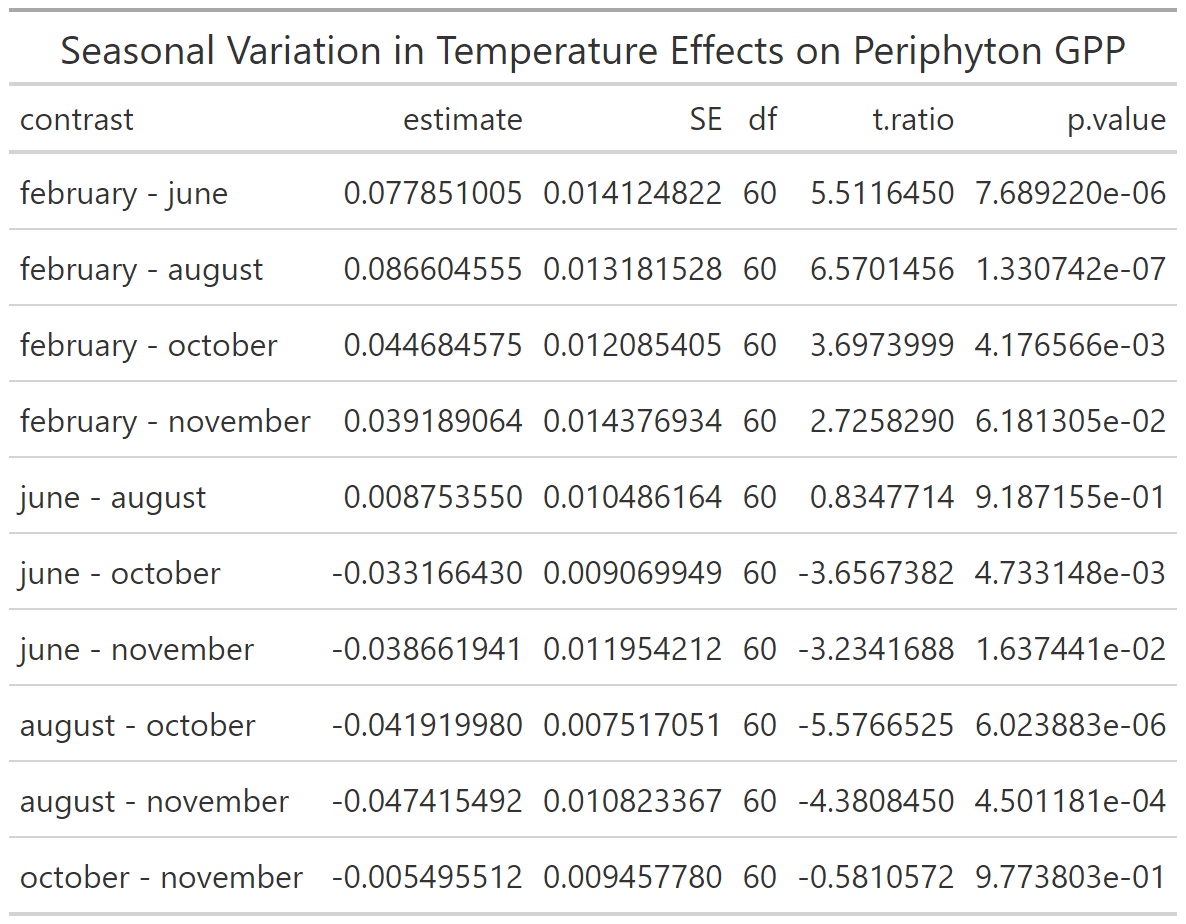 Seasonal Variation in Temperature Effects on Periphyton GPP
contrast estimate SE df t.ratio p.value
february - june 0.077851005 0.014124822 60 5.5116450 7.689220e-06
february - august 0.086604555 0.013181528 60 6.5701456 1.330742e-07
february - october 0.044684575 0.012085405 60 3.6973999 4.176566e-03
february - november 0.039189064 0.014376934 60 2.7258290 6.181305e-02
june - august 0.008753550 0.010486164 60 0.8347714 9.187155e-01
june - october -0.033166430 0.009069949 60 -3.6567382 4.733148e-03
june - november -0.038661941 0.011954212 60 -3.2341688 1.637441e-02
august - october -0.041919980 0.007517051 60 -5.5766525 6.023883e-06
august - november -0.047415492 0.010823367 60 -4.3808450 4.501181e-04
october - november -0.005495512 0.009457780 60 -0.5810572 9.773803e-01